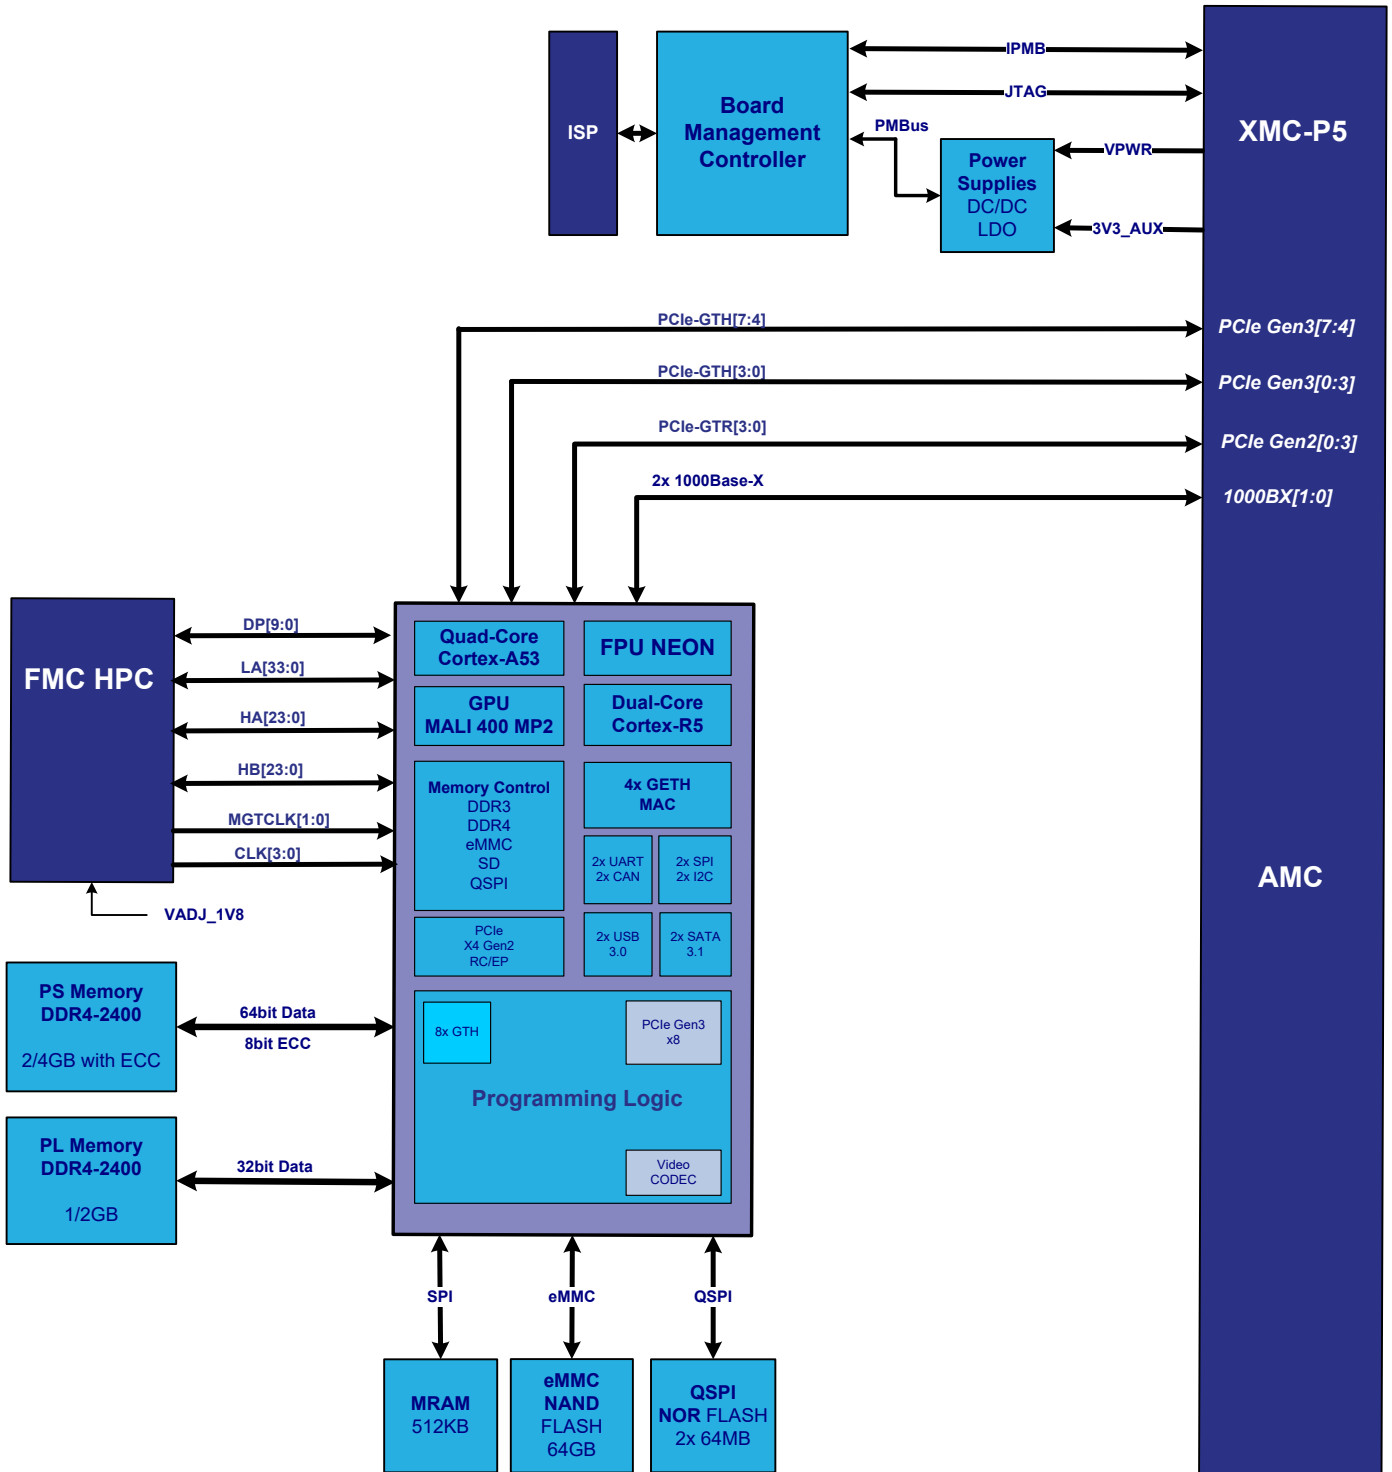 IPMB
JTAG
ISP
Board
Management
Controller
PMBus
Power
Supplies
DC/DC
LDO
VPWR
3V3_AUX
XMC-P5
PCIe-GTH[7:4]
PCIe Gen3[7:4]
PCIe-GTH[3:0]
PCIe Gen3[0:3]
PCIe-GTR[3:0]
PCIe Gen2[0:3]
2x 1000Base-X
1000BX[1:0]
AMC
FMC HPC
DP[9:0]
LA[33:0]
HA[23:0]
HB[23:0]
MGTCLK[1:0]
CLK[3:0]
VADJ_1V8
Quad-Core
Cortex-A53
FPU NEON
GPU
MALI 400 MP2
Dual-Core
Cortex-R5
Memory Control
DDR3
DDR4
eMMC
SD
QSPI
4x GETH
MAC
2x UART
2x CAN
2x SPI
2x I2C
PCIe
X4 Gen2
RC/EP
2x USB
3.0
2x SATA
3.1
8x GTH
PCIe Gen3
x8
Programming Logic
Video
CODEC
PS Memory
DDR4-2400
2/4GB with ECC
64bit Data
8bit ECC
PL Memory
DDR4-2400
1/2GB
32bit Data
SPI
eMMC
QSPI
MRAM
512KB
eMMC
NAND
FLASH
64GB
QSPI
NOR FLASH
2x 64MB